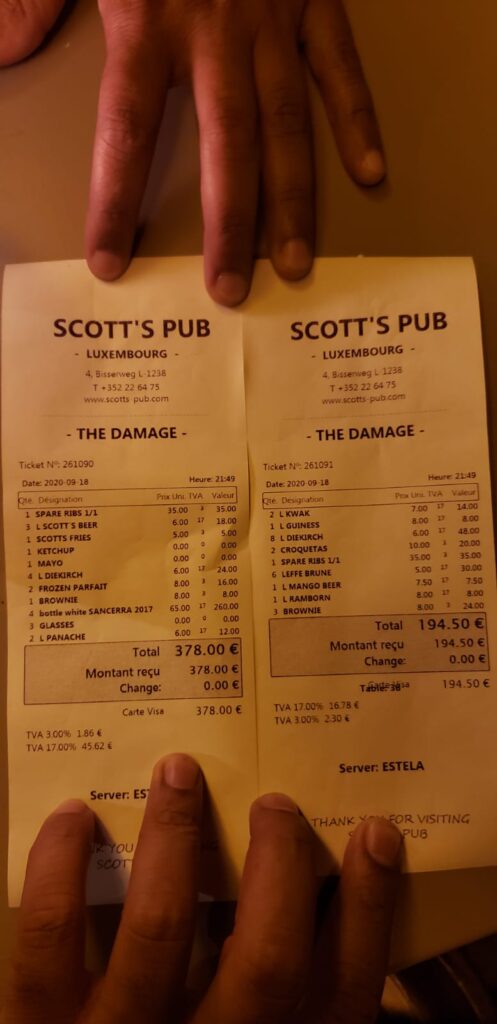 SCOTT'S PUB
- LUXEMBOURG -
4, Bisserweg L-1238
T +352 22 64 75
www.scotts-pub.com
- THE DAMAGE -
Ticket N°: 261090
Date: 2020-09-18 Heure: 21:49
Qté. Désignation Prix Uni. TVA Valeur
1 SPARE RIBS 1/1 35.00 3 35.00
3 L SCOTT'S BEER 6.00 17 18.00
1 SCOTTS FRIES 5.00 3 5.00
1 KETCHUP 0.00 0 0.00
1 MAYO 0.00 0 0.00
4 L DIEKIRCH 6.00 17 24.00
2 FROZEN PARFAIT 8.00 3 16.00
1 BROWNIE 8.00 3 8.00
4 bottle white SANCERRA 2017 65.00 17 260.00
3 GLASSES 0.00 0 0.00
2 L PANACHE 6.00 17 12.00
Total 378.00 €
Montant reçu 378.00 €
Change: 0.00 €
Carte Visa 378.00 €
TVA 3.00% 1.86 €
TVA 17.00% 45.62 €
Server:
SCOTT'S PUB
- LUXEMBOURG -
4, Bisserweg L-1238
T +352 22 64 75
www.scotts-pub.com
- THE DAMAGE -
Ticket N°: 261091
Date: 2020-09-18 Heure: 21:49
Qté. Désignation Prix Uni. TVA Valeur
2 L KWAK 7.00 17 14.00
1 L GUINESS 8.00 17 8.00
8 L DIEKIRCH 6.00 17 48.00
2 CROQUETAS 10.00 3 20.00
1 SPARE RIBS 1/1 35.00 3 35.00
6 LEFFE BRUNE 5.00 17 30.00
1 L MANGO BEER 7.50 17 7.50
1 L RAMBORN 8.00 17 8.00
3 BROWNIE 8.00 3 24.00
Total 194.50 €
Montant reçu 194.50 €
Change: 0.00 €
Carte Visa 194.50 €
Table: 38
TVA 17.00% 16.78 €
TVA 3.00% 2.30 €
Server: ESTELA
THANK YOU FOR VISITING
PUB